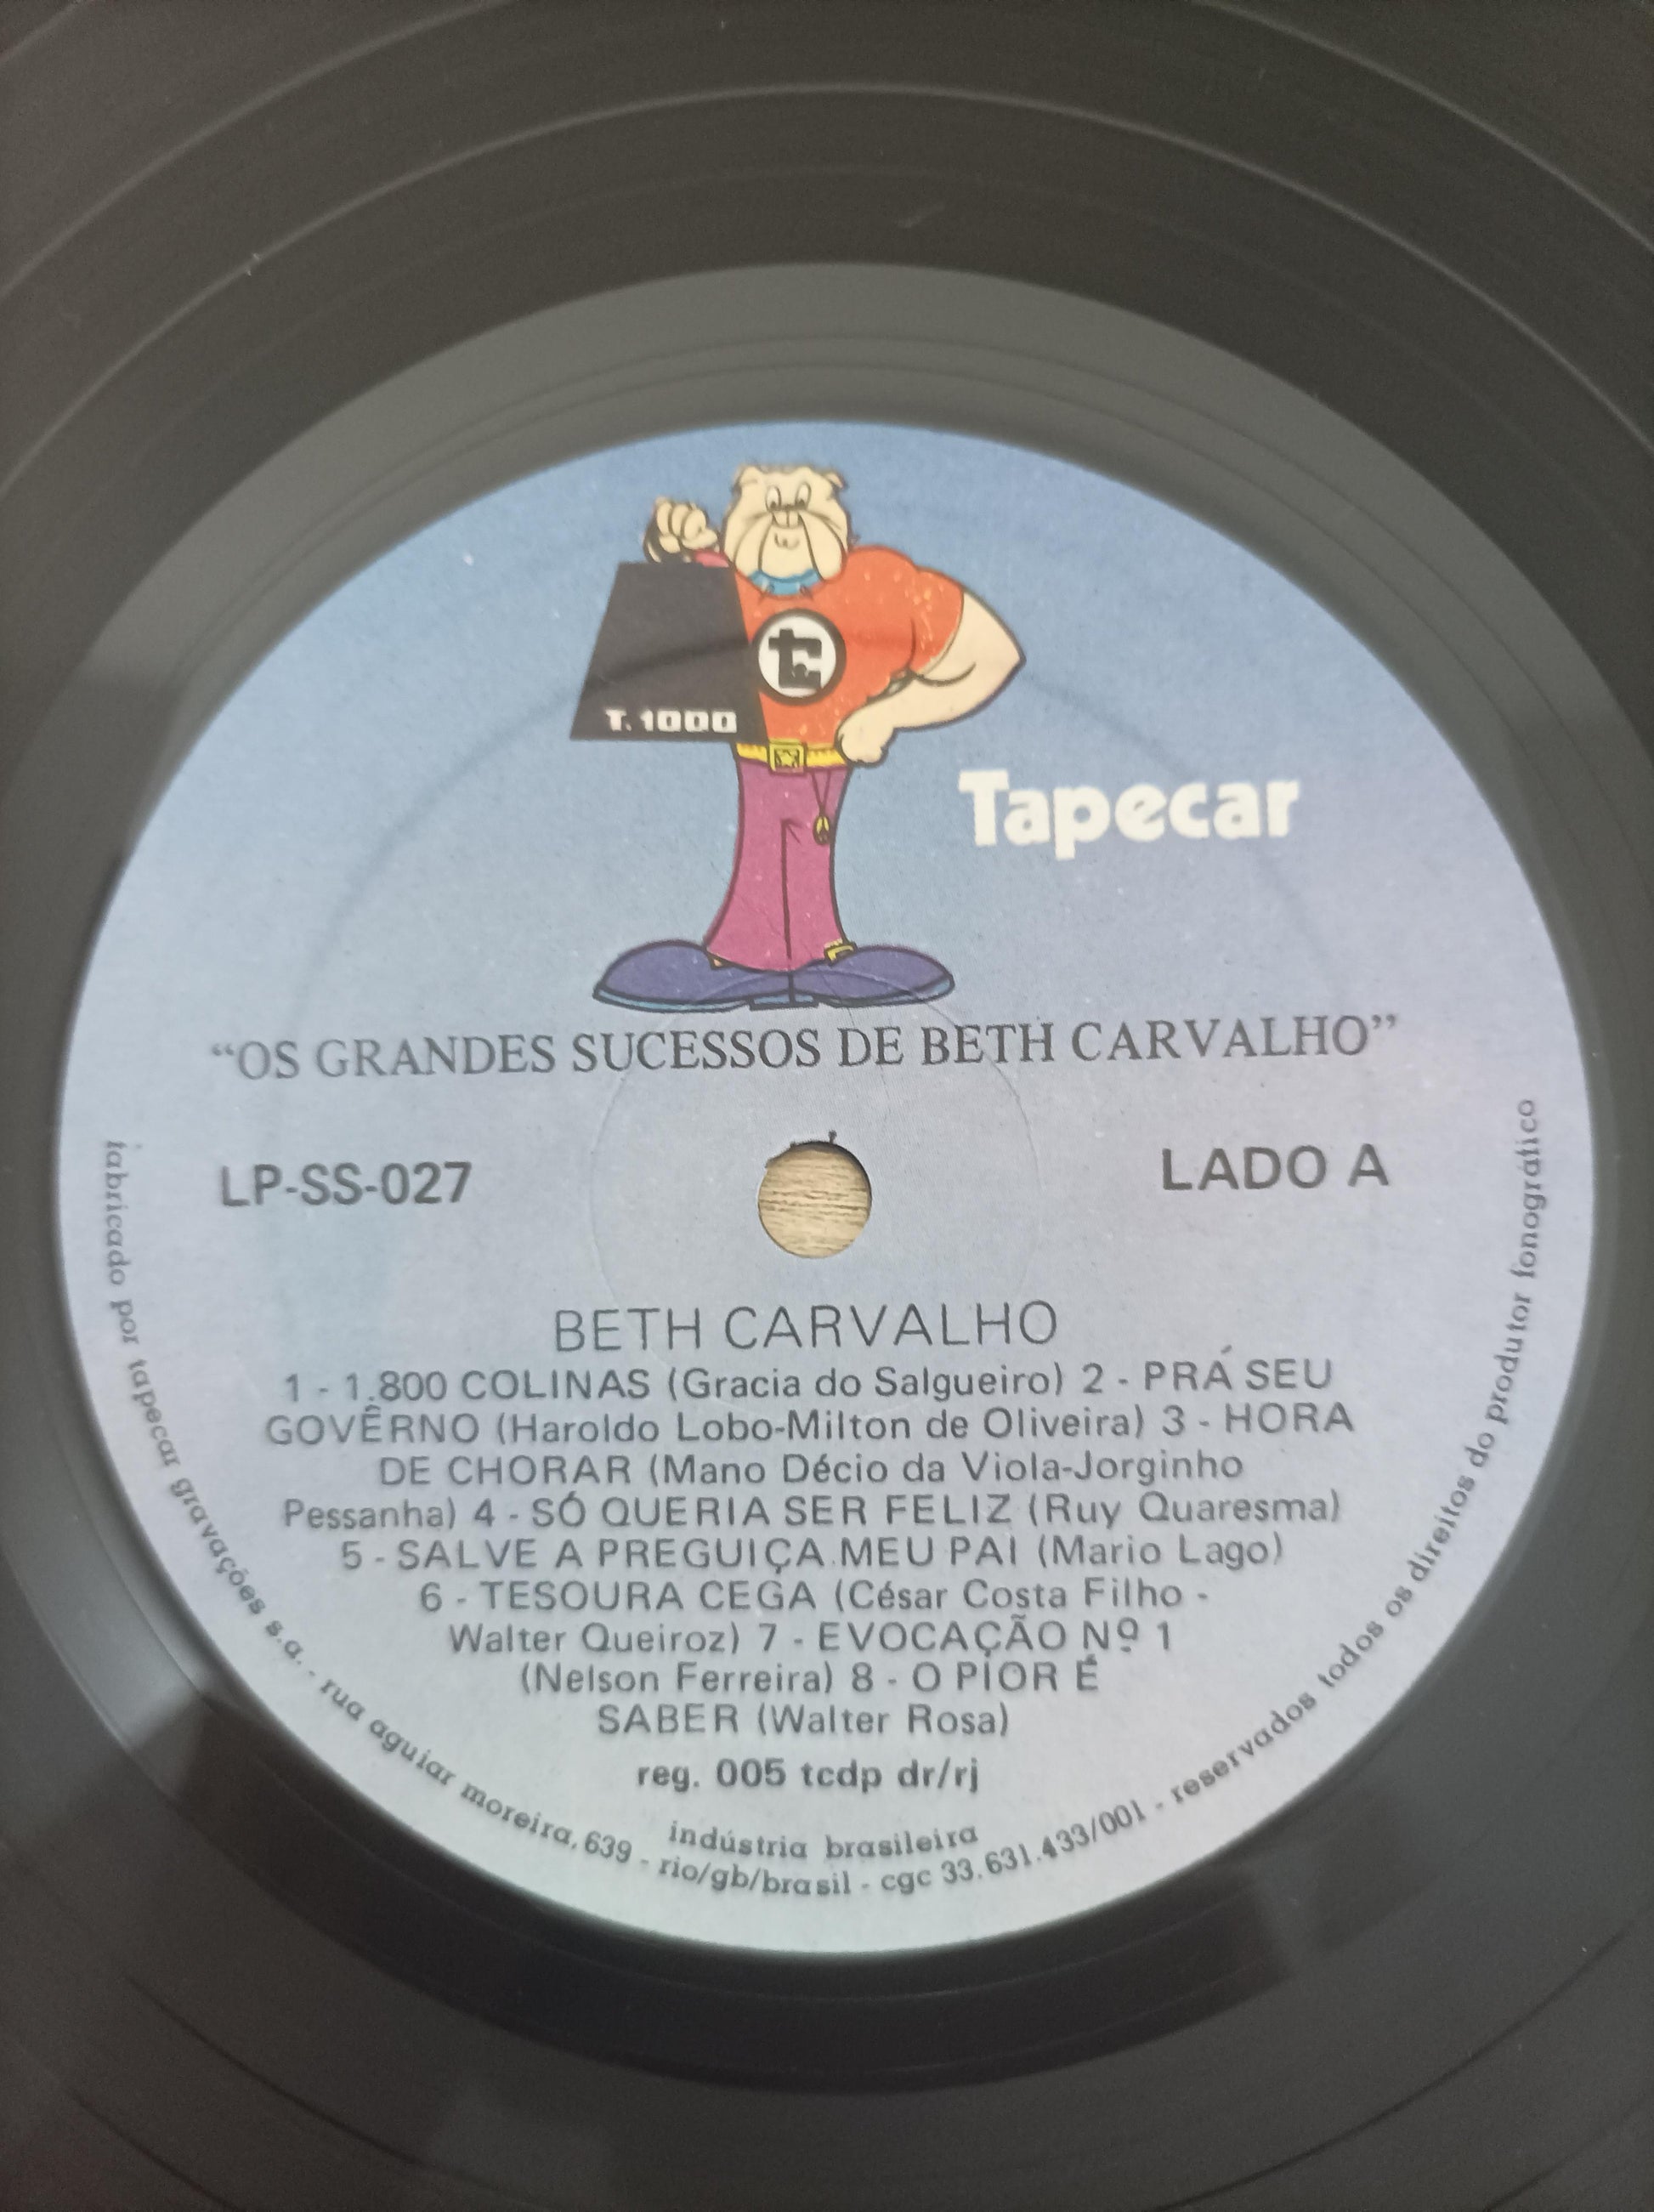 T. 1000
Tapecar
“OS GRANDES SUCESSOS DE BETH CARVALHO”
LP-SS-027
LADO A
BETH CARVALHO
1 - 1.800 COLINAS (Gracia do Salgueiro) 2 - PRÁ SEU
GOVÊRNO (Haroldo Lobo-Milton de Oliveira) 3 - HORA
DE CHORAR (Mano Décio da Viola-Jorginho
Pessanha) 4 - SÓ QUERIA SER FELIZ (Ruy Quaresma)
5 - SALVE A PREGUIÇA MEU PAI (Mario Lago)
6 - TESOURA CEGA (César Costa Filho -
Walter Queiroz) 7 - EVOCAÇÃO Nº 1
(Nelson Ferreira) 8 - O PIOR É
SABER (Walter Rosa)
reg. 005 tcdp dr/rj
indústria brasileira
fabricado por tapecar gravações s.a. - rua aguiar moreira, 639 - rio/gb/brasil - cgc 33.631.433/001 - reservados todos os direitos do produtor fonogrático